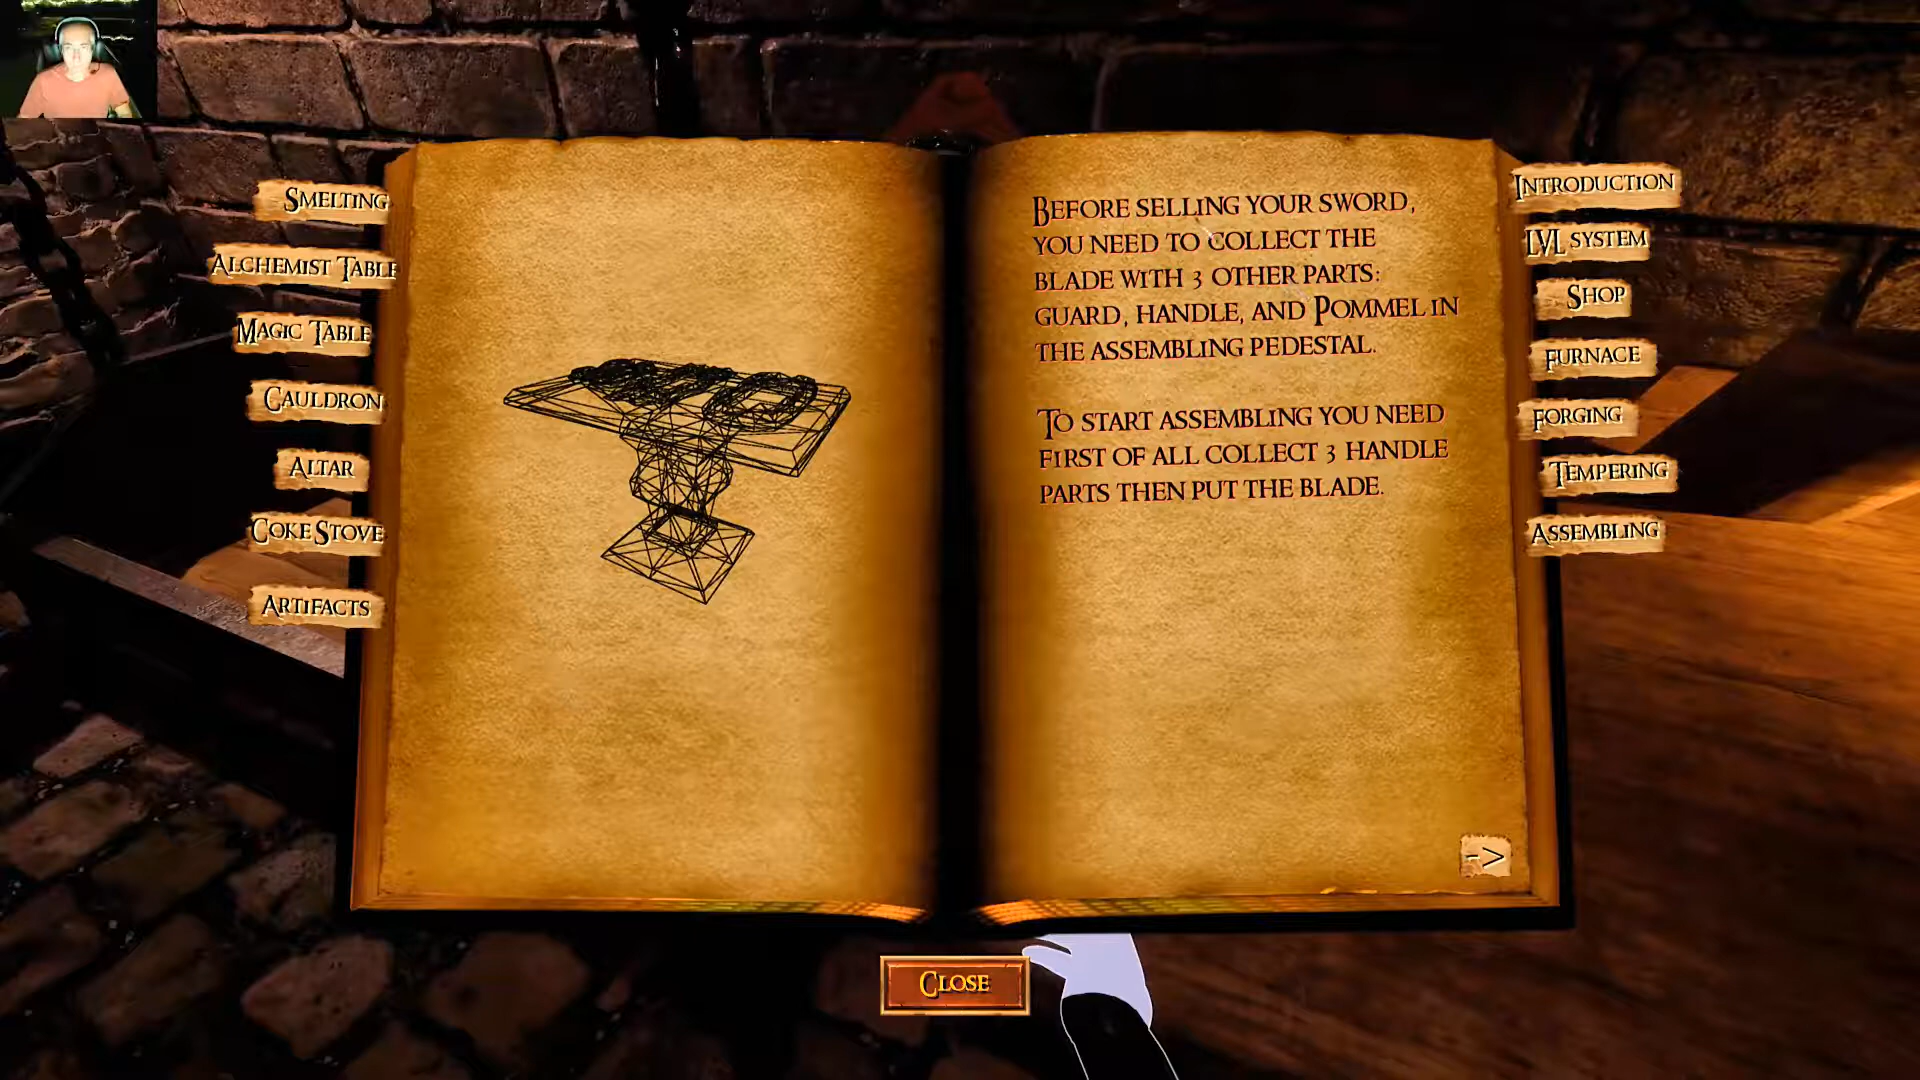 Smelting
Alchemist Table
Magic Table
Cauldron
Altar
Coke Stove
Artifacts
Before selling your sword,
you need to collect the
blade with 3 other parts:
guard, handle, and Pommel in
the assembling pedestal.
To start assembling you need
first of all collect 3 handle
parts then put the blade.
->
Introduction
LVL system
Shop
Furnace
Forging
Tempering
Assembling
Close